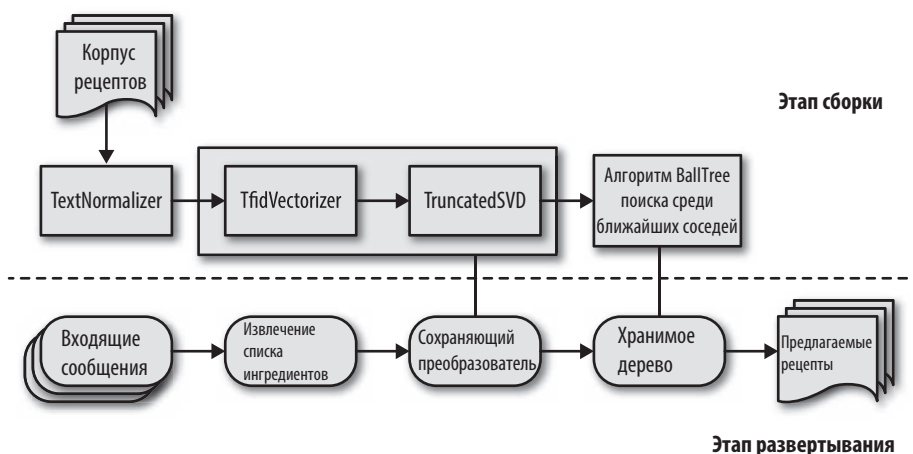 Корпус
рецептов
Этап сборки
TextNormalizer
TfidVectorizer
TruncatedSVD
Алгоритм BallTree
поиска среди
ближайших соседей
Входящие
сообщения
Извлечение
списка
ингредиентов
Сохраняющий
преобразователь
Хранимое
дерево
Предлагаемые
рецепты
Этап развертывания